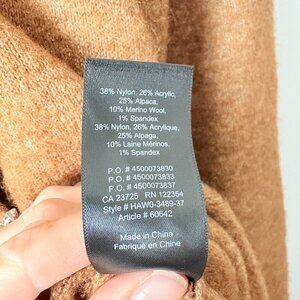 38% Nylon, 26% Acrylic,
25% Alpaca,
10% Merino Wool,
1% Spandex
38% Nylon, 26% Acrylique,
25% Alpaga,
10% Laine Mérinos,
1% Spandex
P.O. # 4500073830
P.O. # 4500073833
P.O. # 4500073637
CA 23725 RN 122354
Style # HAW0-3489-37
Article # 60642
Made in China
Fabriqué en Chine